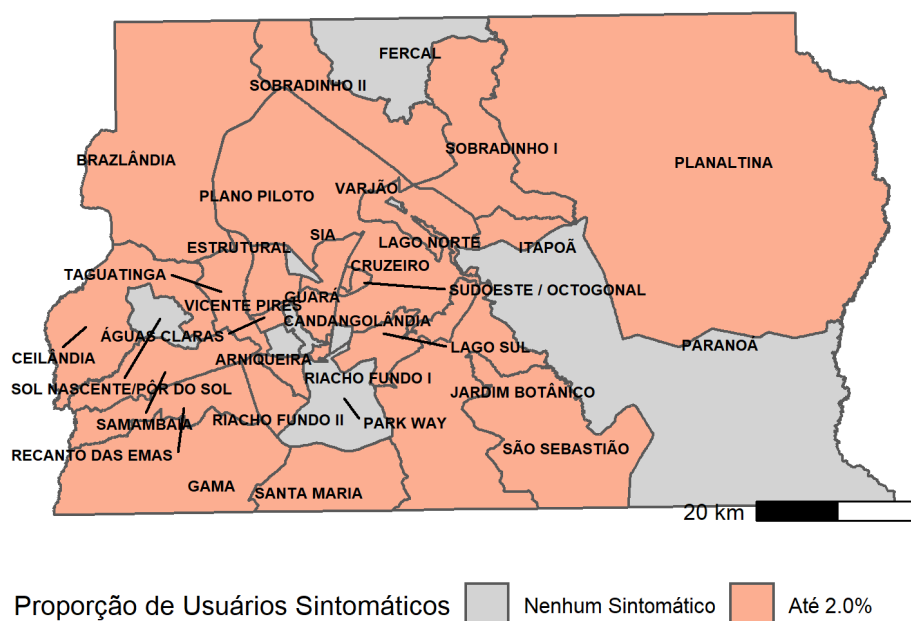 FERCAL
SOBRADINHO II
SOBRADINHO I
BRAZLÂNDIA
PLANALTINA
VARJÃO
PLANO PILOTO
SIA
LAGO NORTE
ESTRUTURAL
ITAPOÃ
CRUZEIRO
TAGUATINGA
SUDOESTE / OCTOGONAL
GUARÁ
VICENTE PIRES
CANDANGOLÂNDIA
ÁGUAS CLARAS
PARANOÁ
LAGO SUL
CEILÂNDIA
ARNIQUEIRA
RIACHO FUNDO I
SOL NASCENTE/PÔR DO SOL
JARDIM BOTÂNICO
SAMAMBAIA
RIACHO FUNDO II
PARK WAY
SÃO SEBASTIÃO
RECANTO DAS EMAS
GAMA
SANTA MARIA
20 km
Proporção de Usuários Sintomáticos
Nenhum Sintomático
Até 2.0%